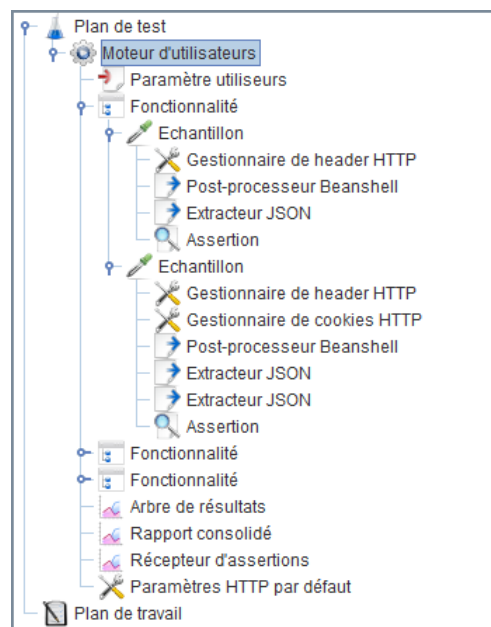 Plan de test
Moteur d'utilisateurs
Paramètre utiliseurs
Fonctionnalité
Echantillon
Gestionnaire de header HTTP
Post-processeur Beanshell
Extracteur JSON
Assertion
Echantillon
Gestionnaire de header HTTP
Gestionnaire de cookies HTTP
Post-processeur Beanshell
Extracteur JSON
Extracteur JSON
Assertion
Fonctionnalité
Fonctionnalité
Arbre de résultats
Rapport consolidé
Récepteur d'assertions
Paramètres HTTP par défaut
Plan de travail